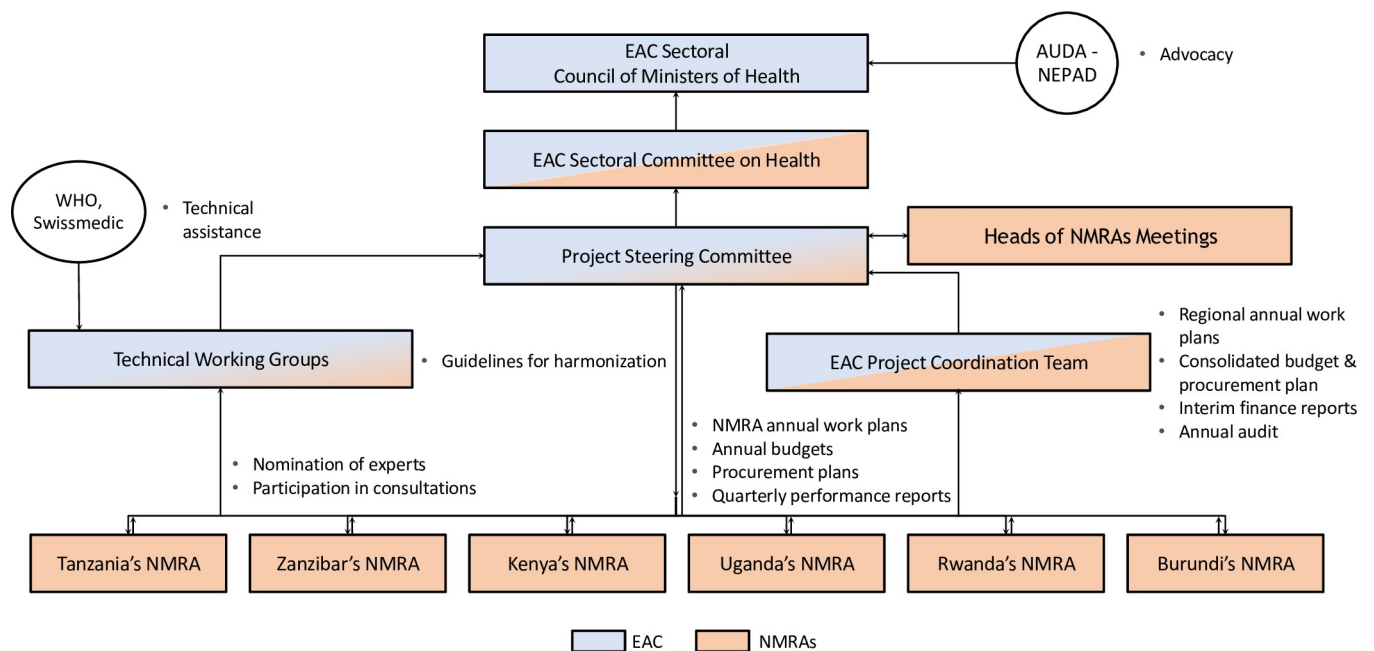 EAC Sectoral
Council of Ministers of Health
AUDA -
NEPAD
• Advocacy
EAC Sectoral Committee on Health
WHO,
Swissmedic
• Technical
assistance
Project Steering Committee
Heads of NMRAs Meetings
Technical Working Groups
• Guidelines for harmonization
EAC Project Coordination Team
• Regional annual work
plans
• Consolidated budget &
procurement plan
• Interim finance reports
• Annual audit
• NMRA annual work plans
• Annual budgets
• Procurement plans
• Quarterly performance reports
• Nomination of experts
• Participation in consultations
Tanzania’s NMRA
Zanzibar’s NMRA
Kenya’s NMRA
Uganda’s NMRA
Rwanda’s NMRA
Burundi’s NMRA
EAC
NMRAs